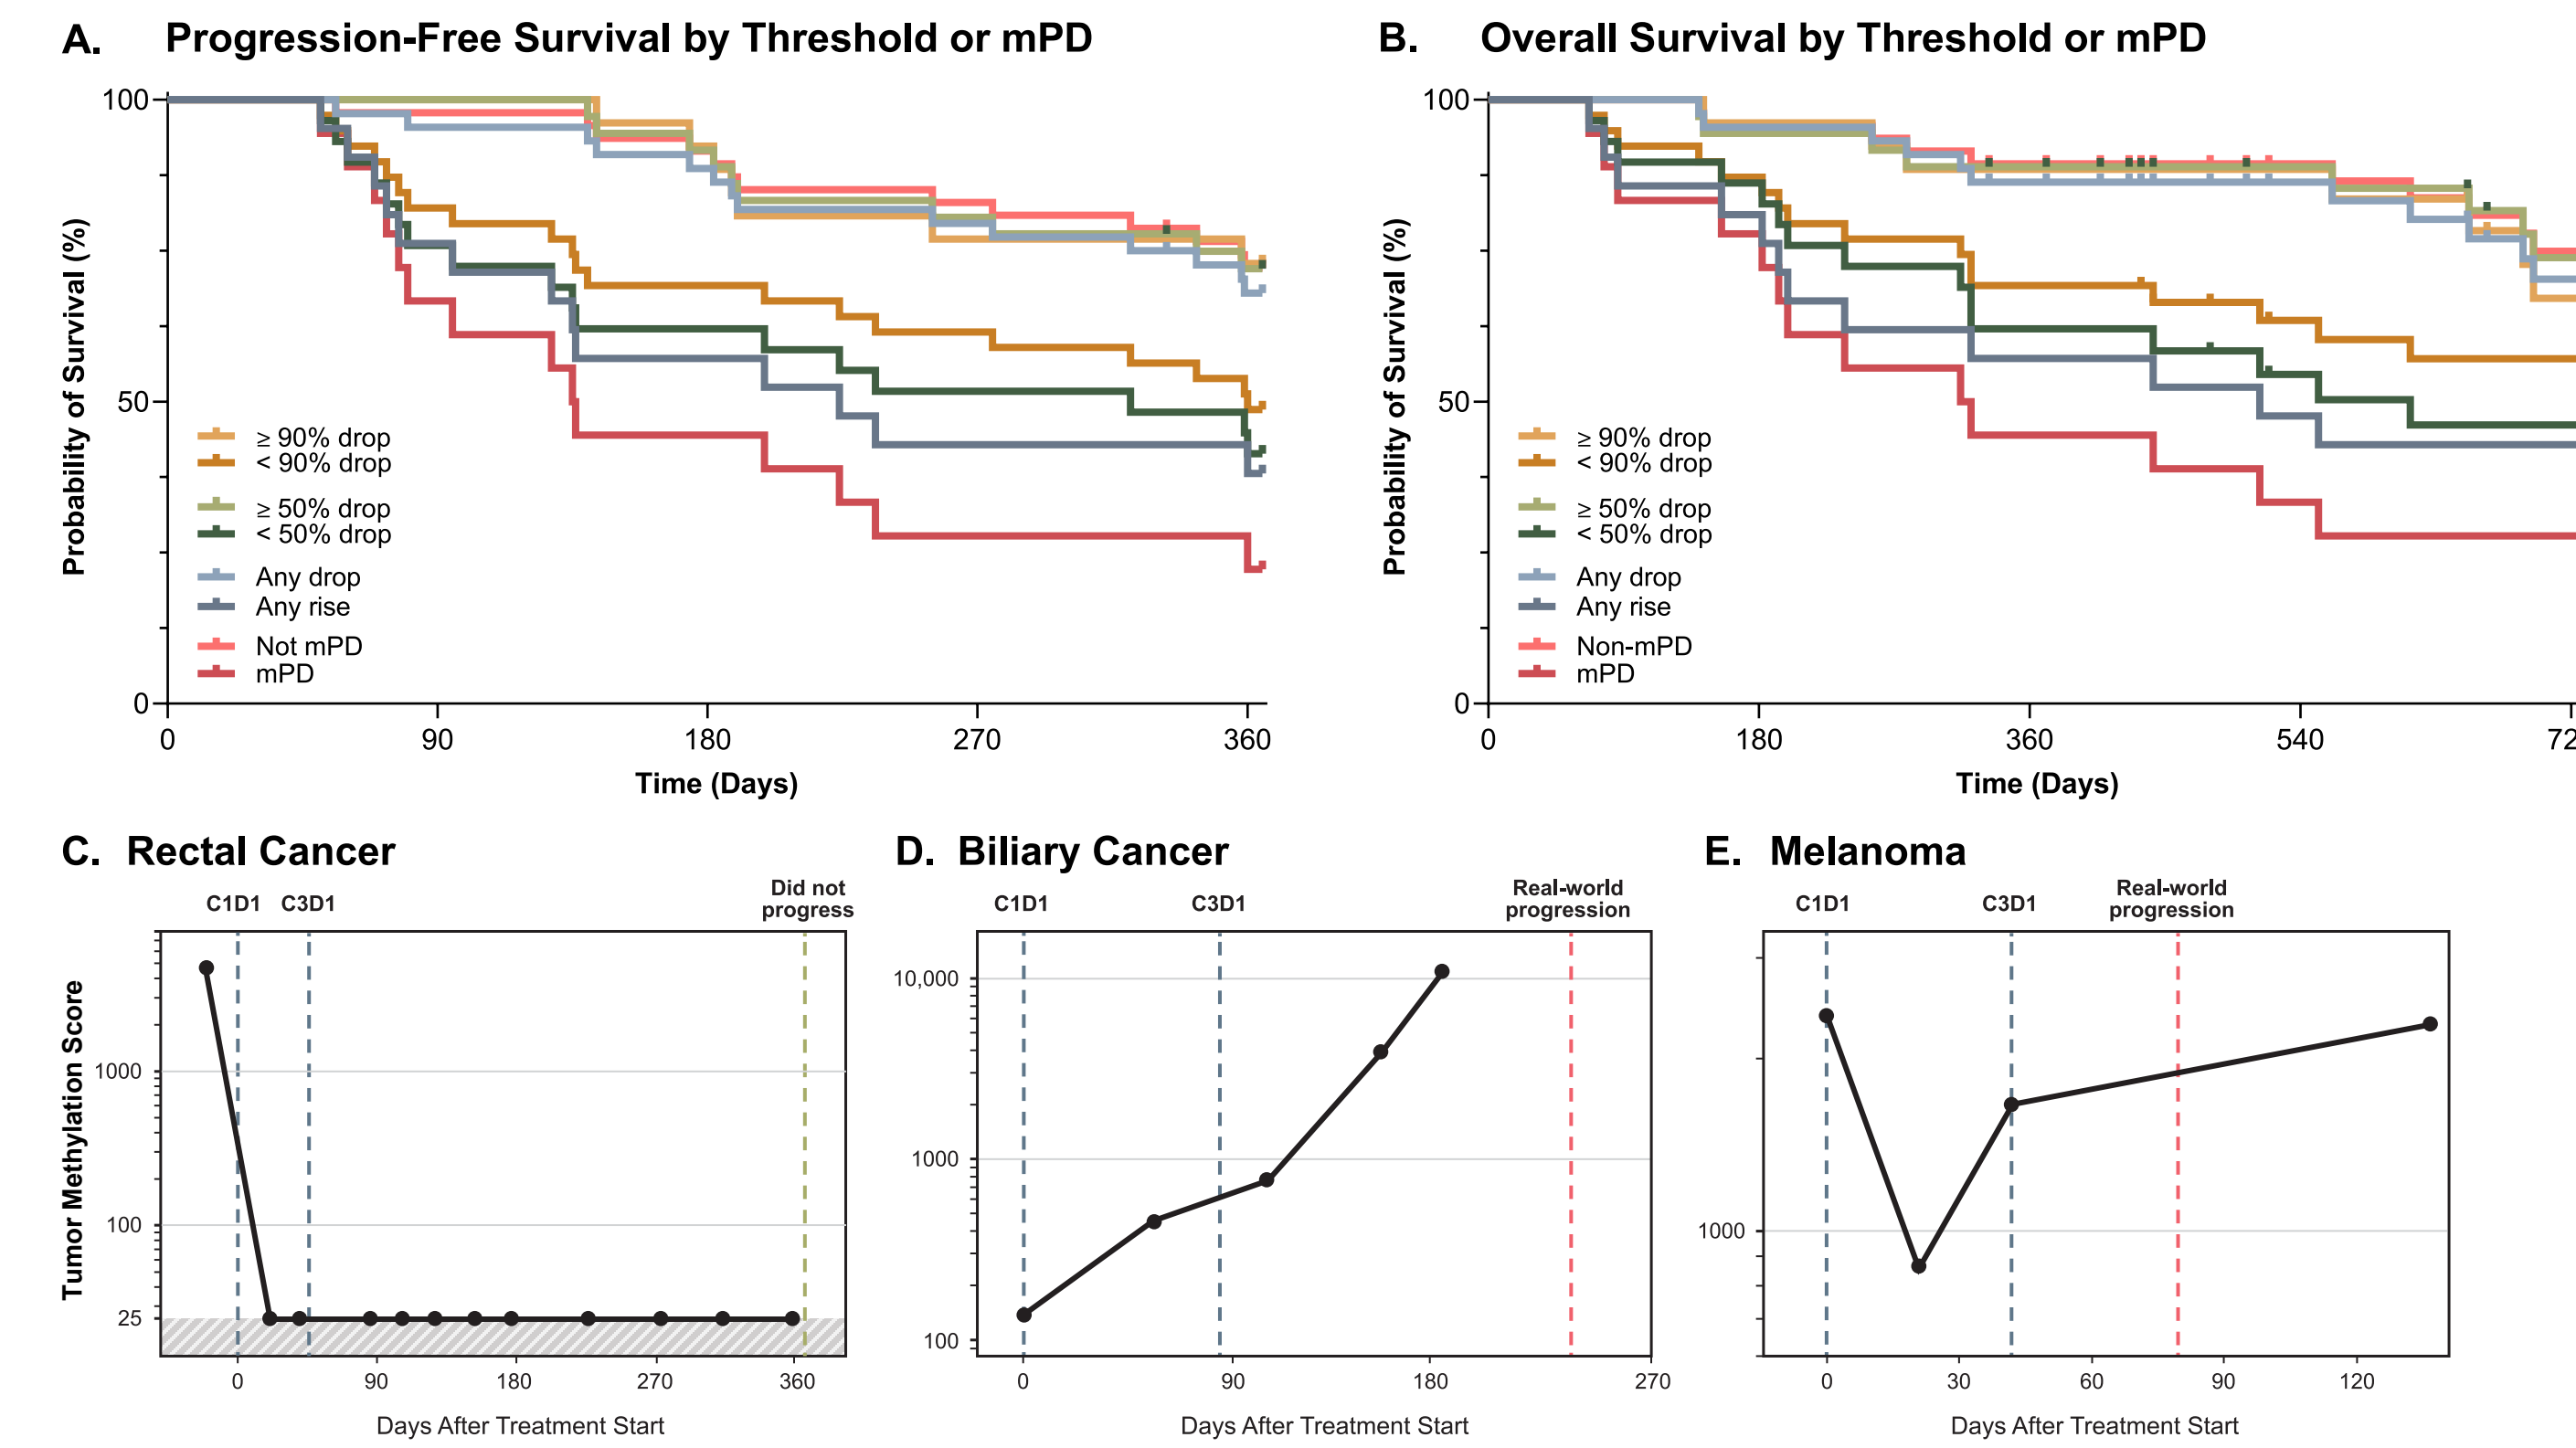 A. Progression-Free Survival by Threshold or mPD
100
50
0
Probability of Survival (%)
≥ 90% drop
< 90% drop
≥ 50% drop
< 50% drop
Any drop
Any rise
Not mPD
mPD
0 90 180 270 360
Time (Days)
B. Overall Survival by Threshold or mPD
100
50
0
Probability of Survival (%)
≥ 90% drop
< 90% drop
≥ 50% drop
< 50% drop
Any drop
Any rise
Non-mPD
mPD
0 180 360 540 72
Time (Days)
C. Rectal Cancer
C1D1 C3D1
Did not
progress
Tumor Methylation Score
1000
100
25
0 90 180 270 360
Days After Treatment Start
D. Biliary Cancer
C1D1 C3D1
Real-world
progression
10,000
1000
100
0 90 180 270
Days After Treatment Start
E. Melanoma
C1D1 C3D1
Real-world
progression
1000
0 30 60 90 120
Days After Treatment Start